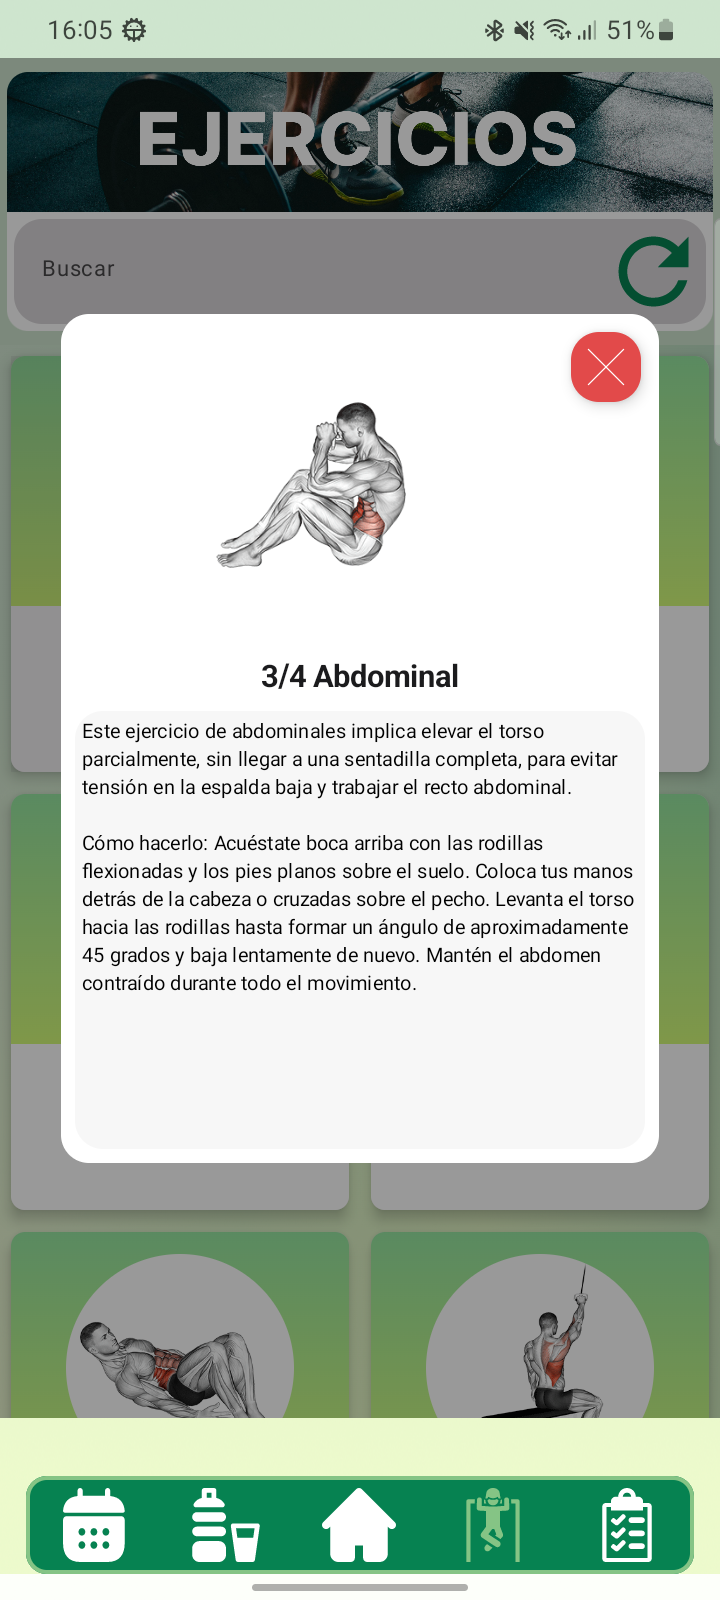 16:05
51%
EJERCICIOS
Buscar
3/4 Abdominal
Este ejercicio de abdominales implica elevar el torso
parcialmente, sin llegar a una sentadilla completa, para evitar
tensión en la espalda baja y trabajar el recto abdominal.
Cómo hacerlo: Acuéstate boca arriba con las rodillas
flexionadas y los pies planos sobre el suelo. Coloca tus manos
detrás de la cabeza o cruzadas sobre el pecho. Levanta el torso
hacia las rodillas hasta formar un ángulo de aproximadamente
45 grados y baja lentamente de nuevo. Mantén el abdomen
contraído durante todo el movimiento.